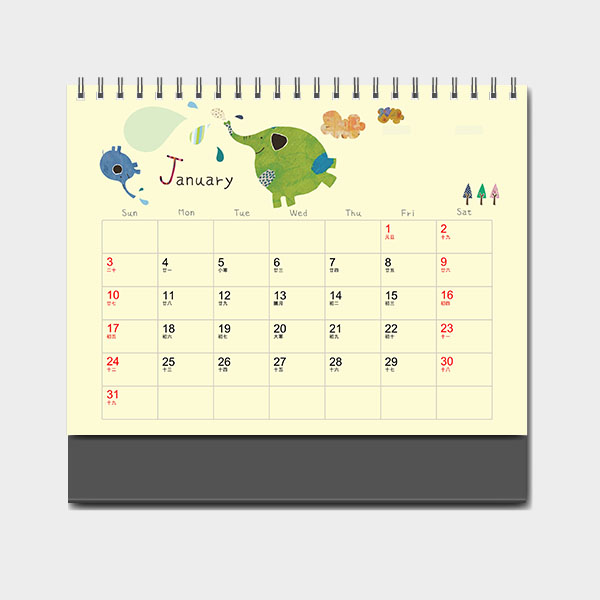 January
Sun Mon Tue Wed Thu Fri Sat
1 2
元旦 十九
3 4 5 6 7 8 9
二十 廿一 小寒 廿三 廿四 廿五 廿六
10 11 12 13 14 15 16
廿七 廿八 廿九 臘月 初二 初三 初四
17 18 19 20 21 22 23
初五 初六 初七 大寒 初九 初十 十一
24 25 26 27 28 29 30
十二 十三 十四 十五 十六 十七 十八
31
十九